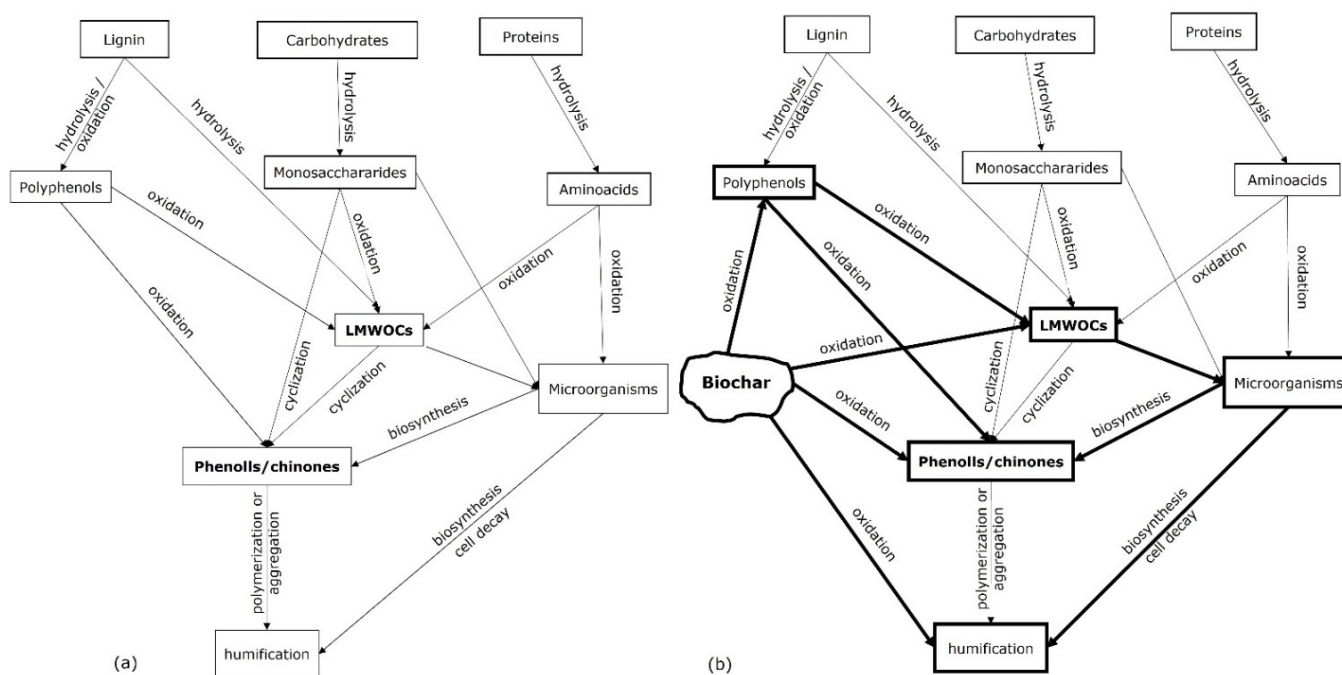 Lignin
Carbohydrates
Proteins
hydrolysis /
oxidation
hydrolysis
hydrolysis
hydrolysis
Polyphenols
Monosacchararides
Aminoacids
oxidation
oxidation
oxidation
oxidation
oxidation
LMWOCs
cyclization
cyclization
Microorganisms
biosynthesis
Phenolls/chinones
polymerization or
aggregation
biosynthesis
cell decay
humification
(a)
Lignin
Carbohydrates
Proteins
hydrolysis /
oxidation
hydrolysis
hydrolysis
hydrolysis
Polyphenols
Monosaccharides
Aminoacids
oxidation
oxidation
oxidation
oxidation
oxidation
oxidation
LMWOCs
oxidation
Biochar
cyclization
cyclization
Microorganisms
oxidation
biosynthesis
Phenolls/chinones
oxidation
polymerization or
aggregation
biosynthesis
cell decay
humification
(b)